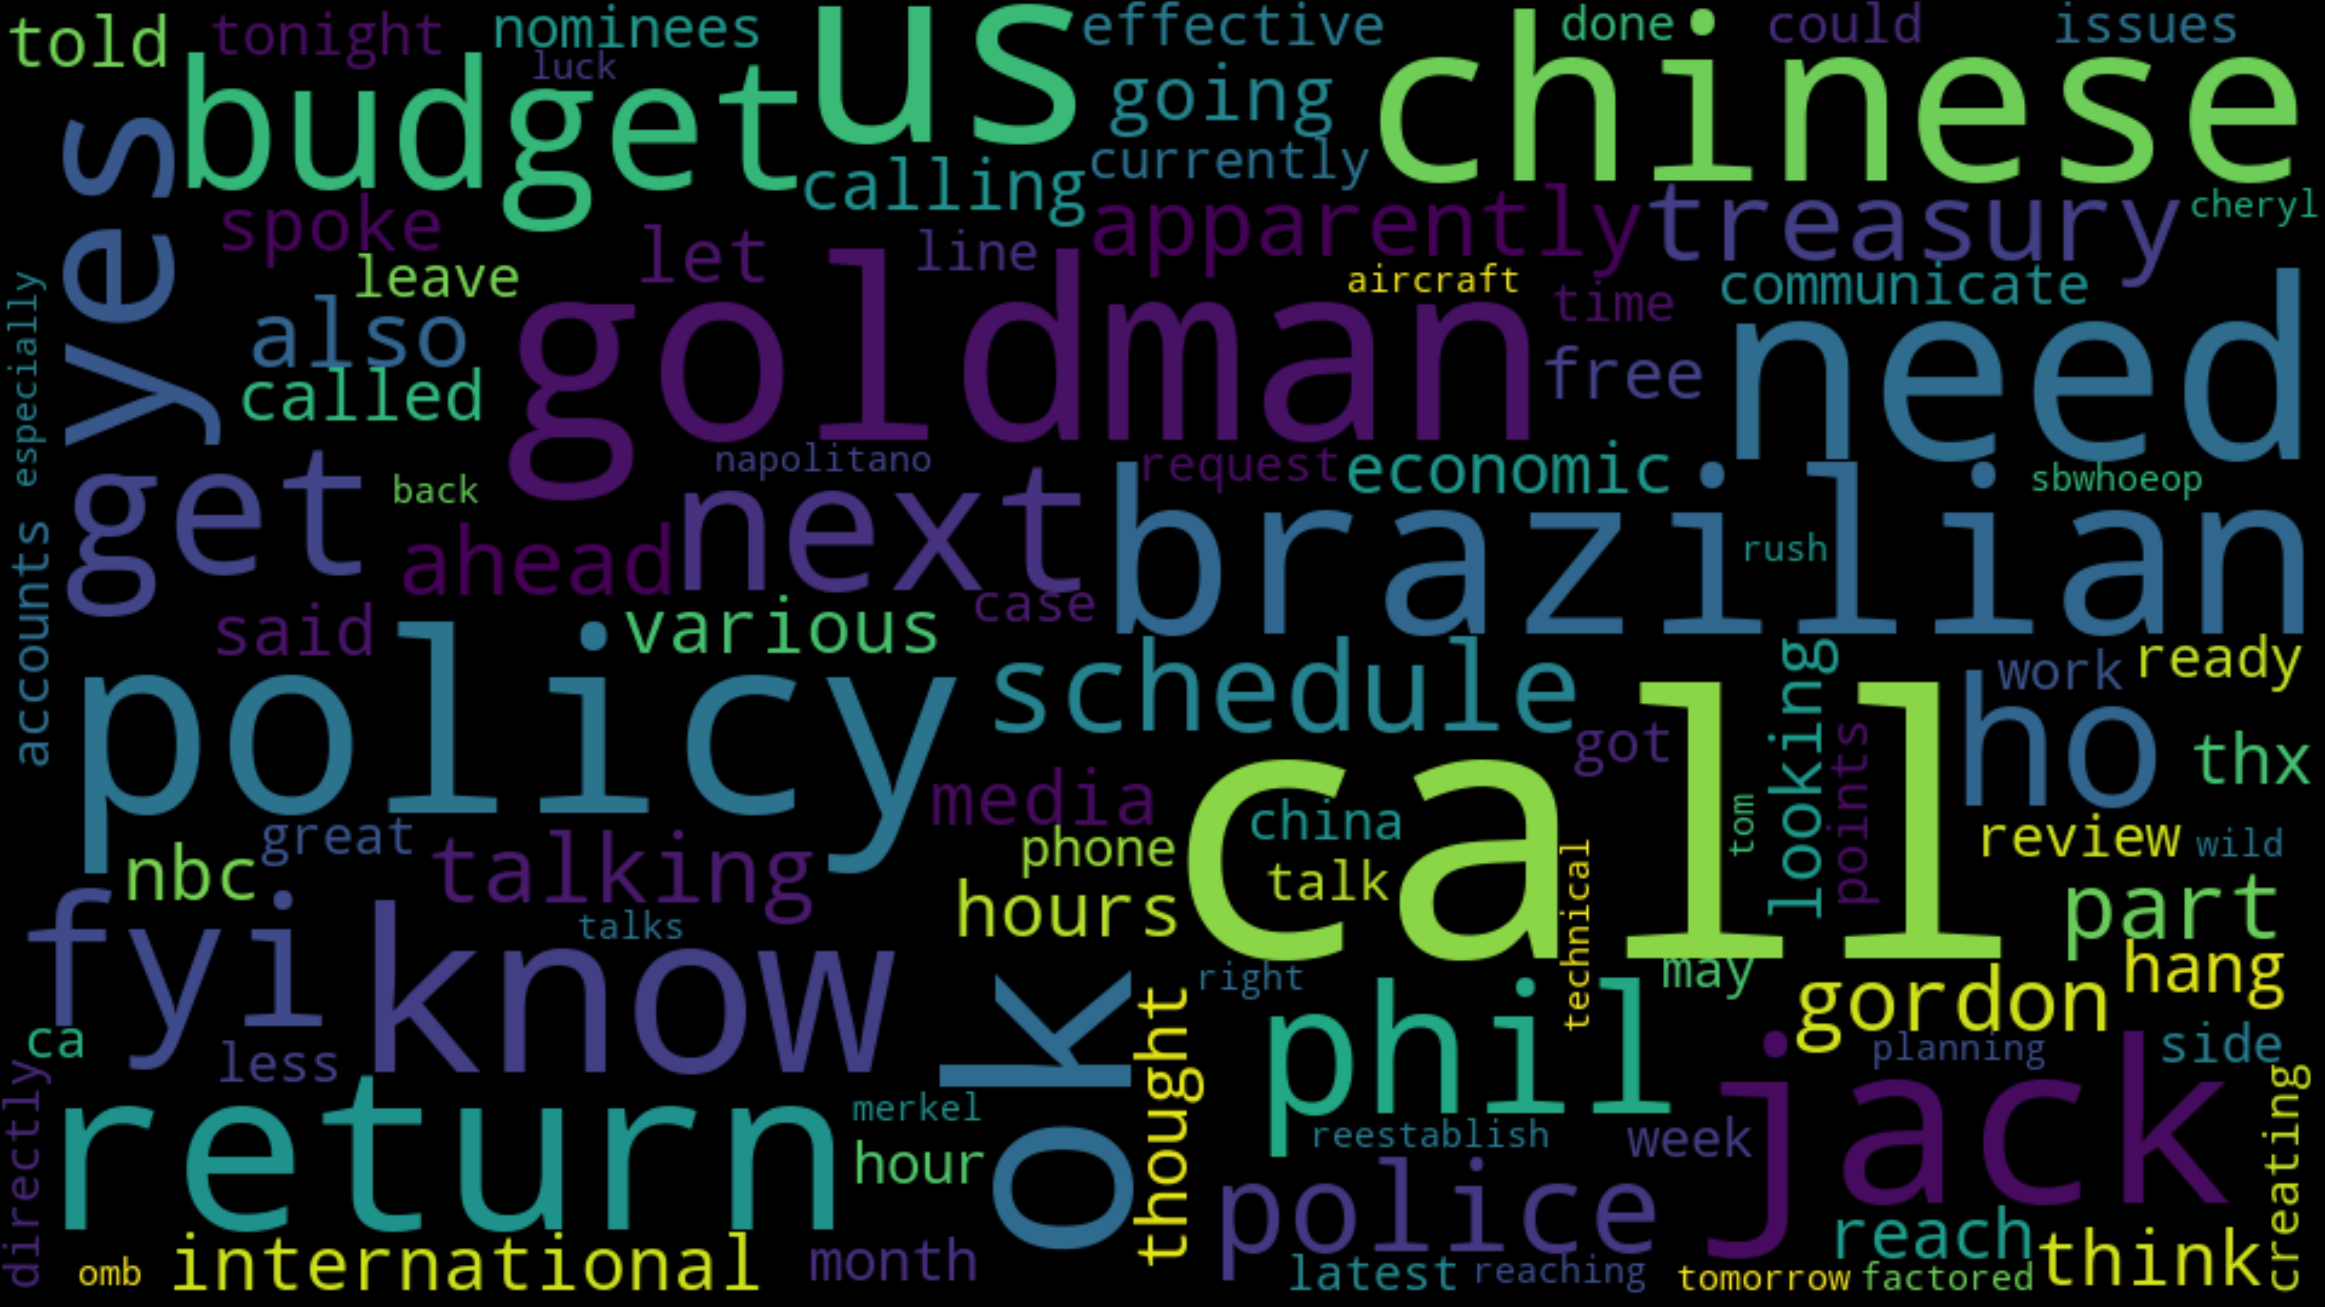 told
tonight
nominees
luck
us
effective
done
could
issues
budget
going
chinese
yes
calling
currently
spoke
let
line
apparently
treasury
cheryl
leave
aircraft
time
communicate
especially
also
goldman
free
need
called
get
back
napolitano
request
economic
sbwhoeop
ahead
next
brazilian
rush
accounts
said
various
case
policy
schedule
looking
work
ready
got
ho
thx
media
call
points
nbc
great
talking
phone
china
tom
review
wild
talk
hours
technical
part
fyi
know
talks
right
may
gordon
hang
ca
less
ok
thought
phil
planning
side
directly
return
merkel
reestablish
week
jack
creating
hour
police
reach
think
omb
international
month
latest
reaching
tomorrow
factored